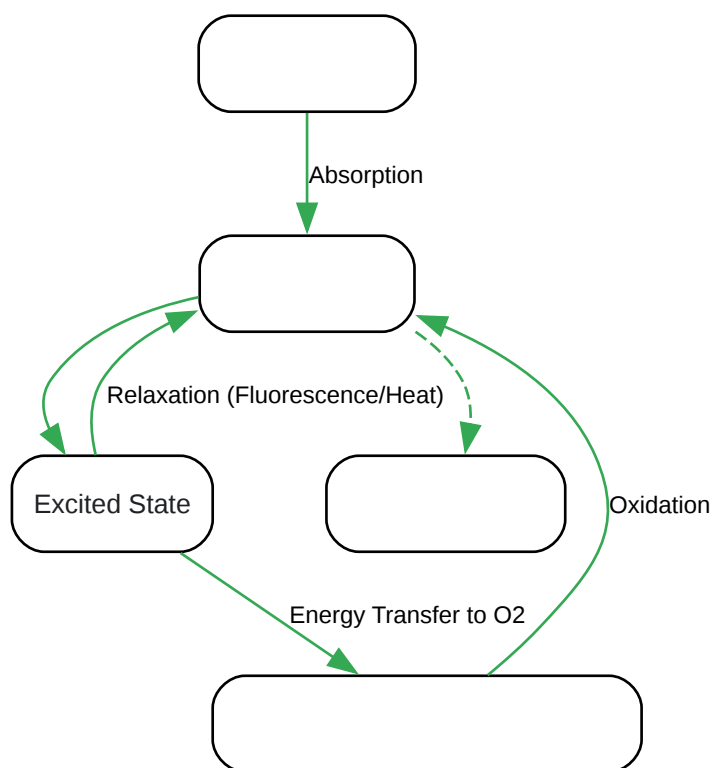 Absorption
Relaxation (Fluorescence/Heat)
Excited State
Oxidation
Energy Transfer to O2